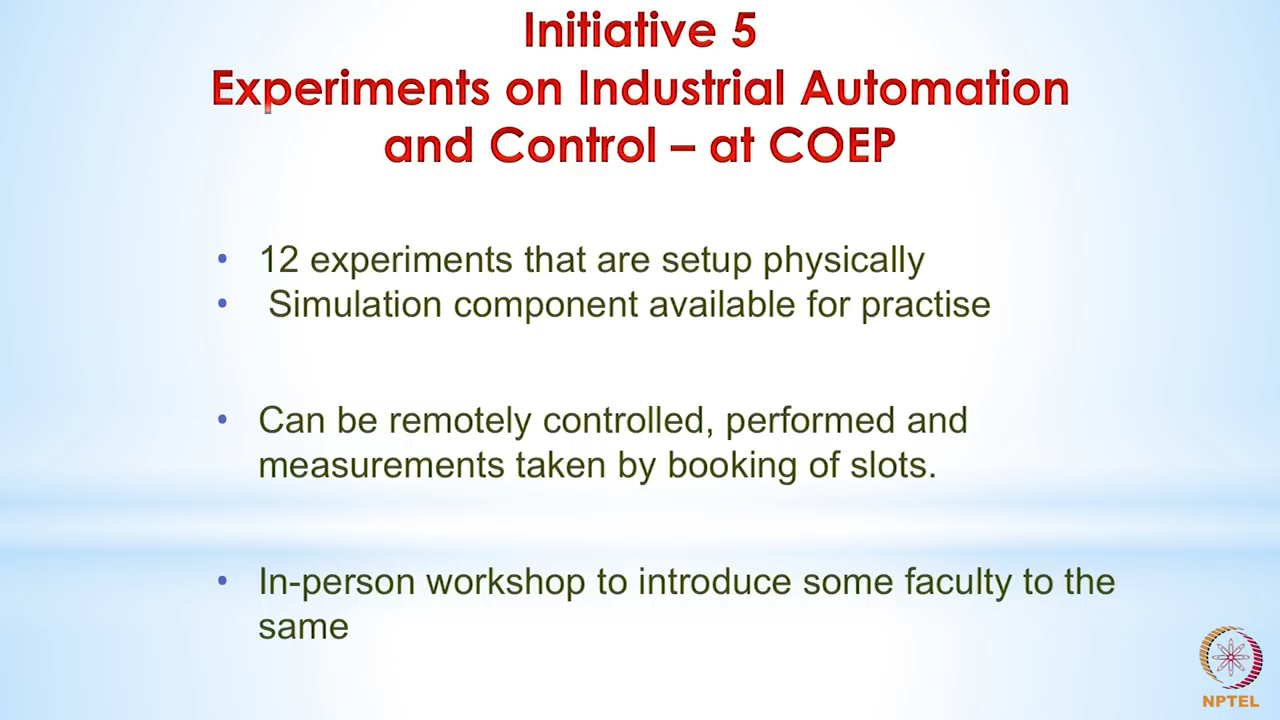 Initiative 5
Experiments on Industrial Automation
and Control – at COEP
• 12 experiments that are setup physically
• Simulation component available for practise
• Can be remotely controlled, performed and
measurements taken by booking of slots.
• In-person workshop to introduce some faculty to the
same
NPTEL